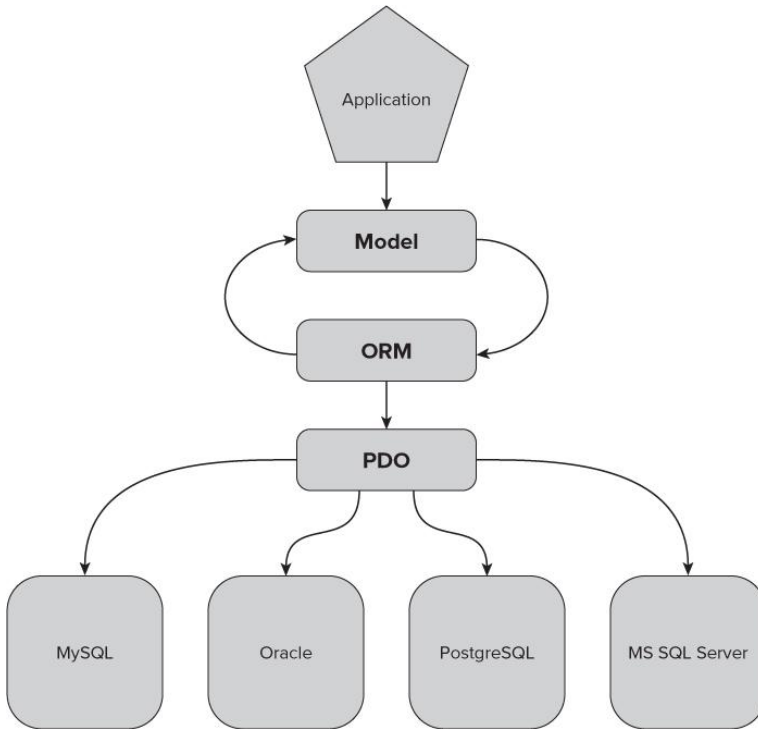 Application
Model
ORM
PDO
MySQL
Oracle
PostgreSQL
MS SQL Server